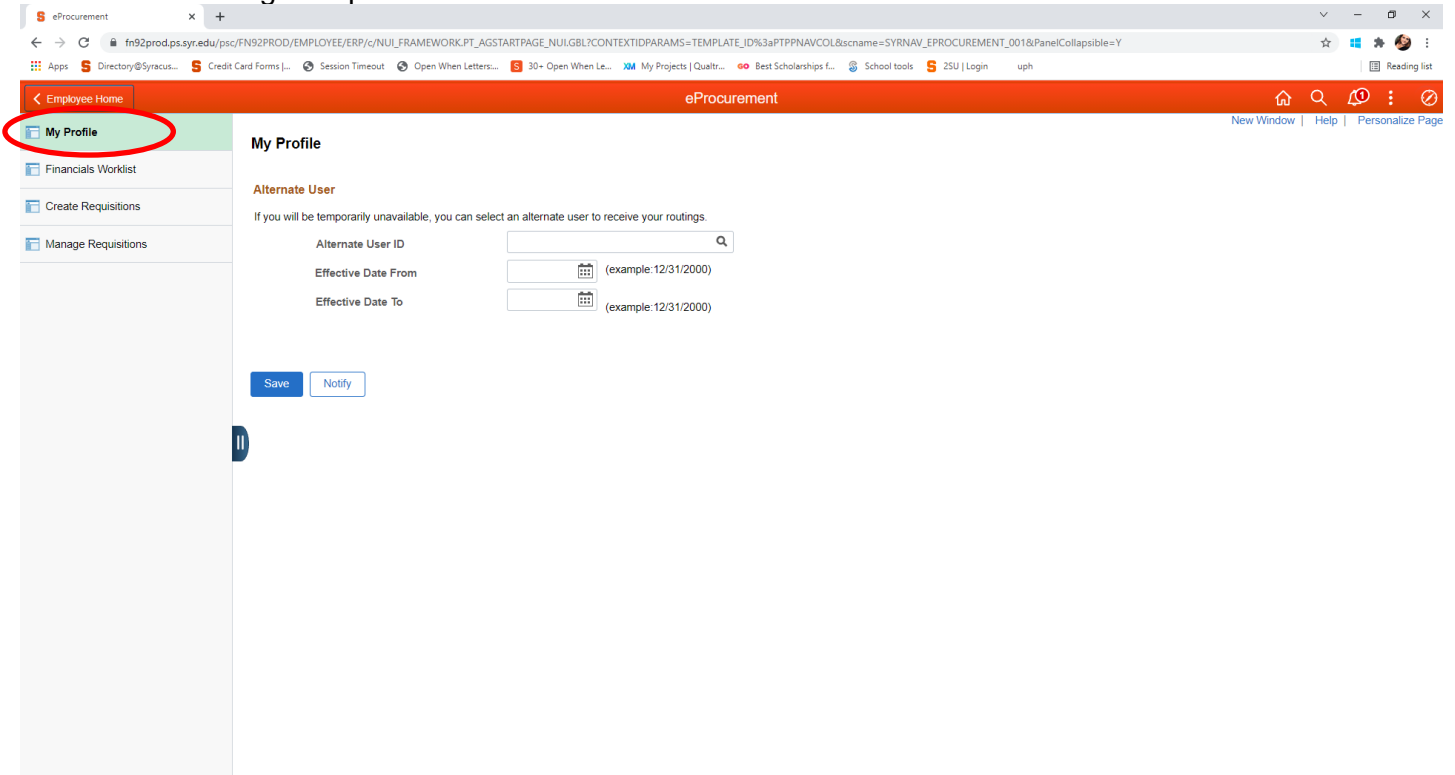 eProcurement
fn92prod.ps.syr.edu/psc/FN92PROD/EMPLOYEE/ERP/c/NUI_FRAMEWORK.PT_AGSTARTPAGE_NUI.GBL?CONTEXTIDPARAMS=TEMPLATE_ID%3aPTPPNAVCOL&scname=SYRNAV_EPROCUREMENT_001&PanelCollapsible=Y
Apps Directory@Syracus... Credit Card Forms |... Session Timeout Open When Letters:... 30+ Open When Le... My Projects | Qualtr... Best Scholarships f... School tools 2SU | Login uph Reading list
Employee Home eProcurement 1
New Window | Help | Personalize Page
My Profile
Financials Worklist
Create Requisitions
Manage Requisitions
My Profile
Alternate User
If you will be temporarily unavailable, you can select an alternate user to receive your routings.
Alternate User ID
Effective Date From (example:12/31/2000)
Effective Date To (example:12/31/2000)
Save Notify